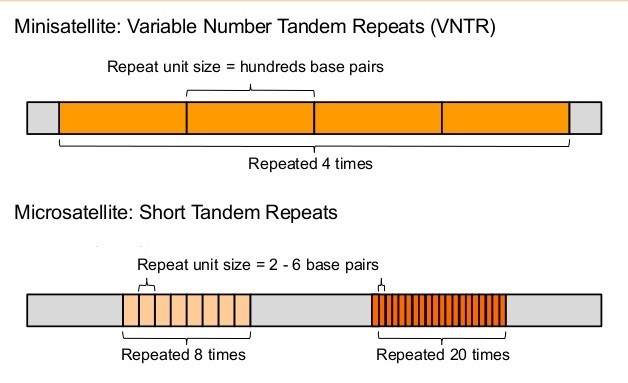 Minisatellite: Variable Number Tandem Repeats (VNTR)
Repeat unit size = hundreds base pairs
Repeated 4 times
Microsatellite: Short Tandem Repeats
Repeat unit size = 2 - 6 base pairs
Repeated 8 times
Repeated 20 times